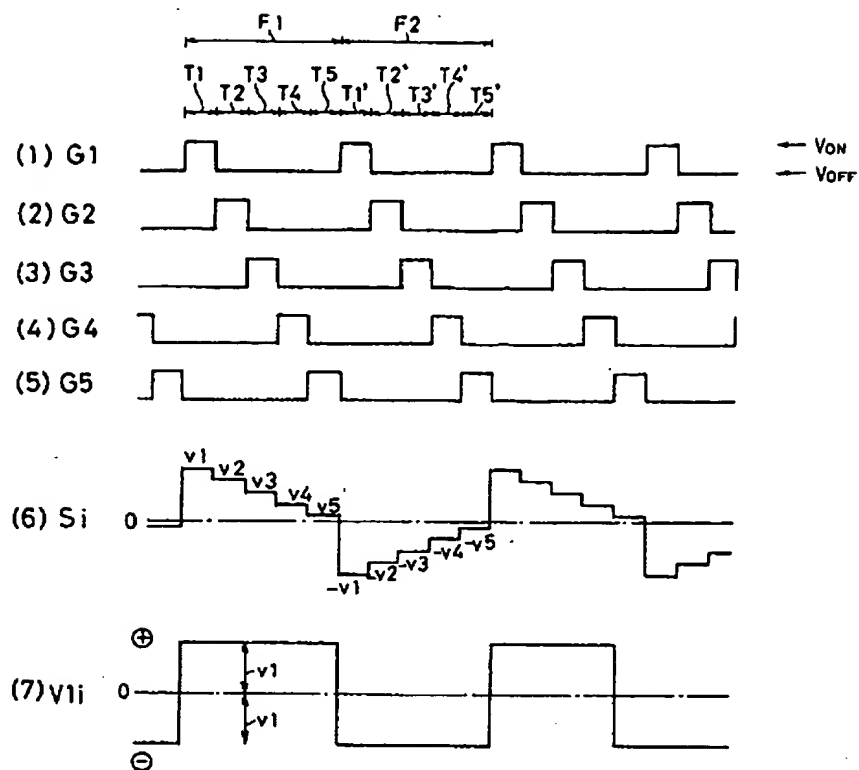 F1 F2
T1 T3 T5 T2' T4'
T2 T4 T1' T3' T5'
(1) G1 ← VON
← VOFF
(2) G2
(3) G3
(4) G4
(5) G5
v1 v2 v3 v4 v5
(6) Si 0
-v1 -v2 -v3 -v4 -v5
⊕
v1
(7) V1i 0
v1
⊖